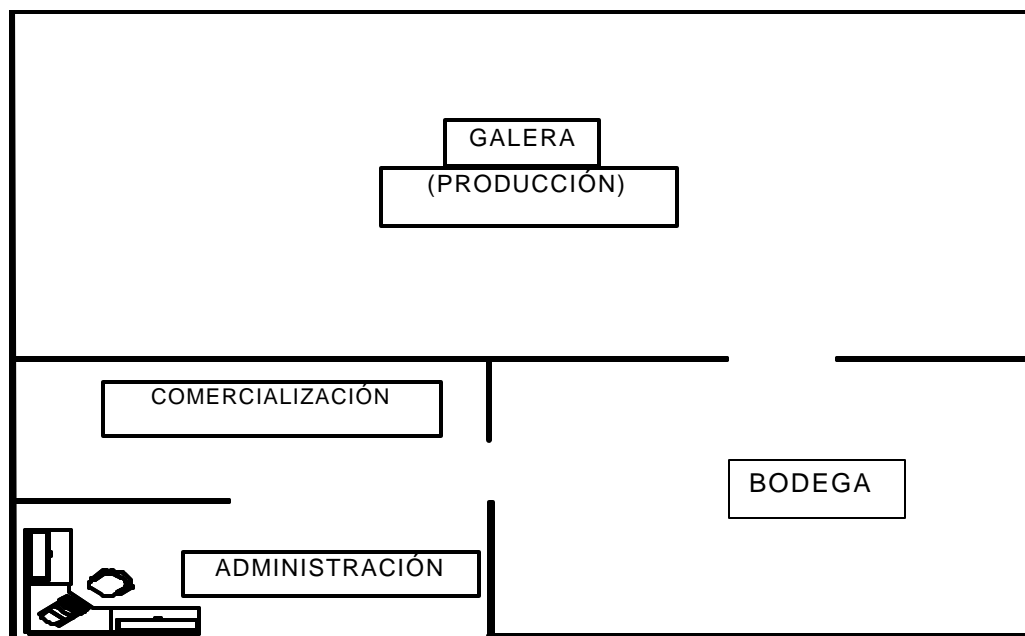 GALERA
(PRODUCCIÓN)
COMERCIALIZACIÓN
BODEGA
ADMINISTRACIÓN